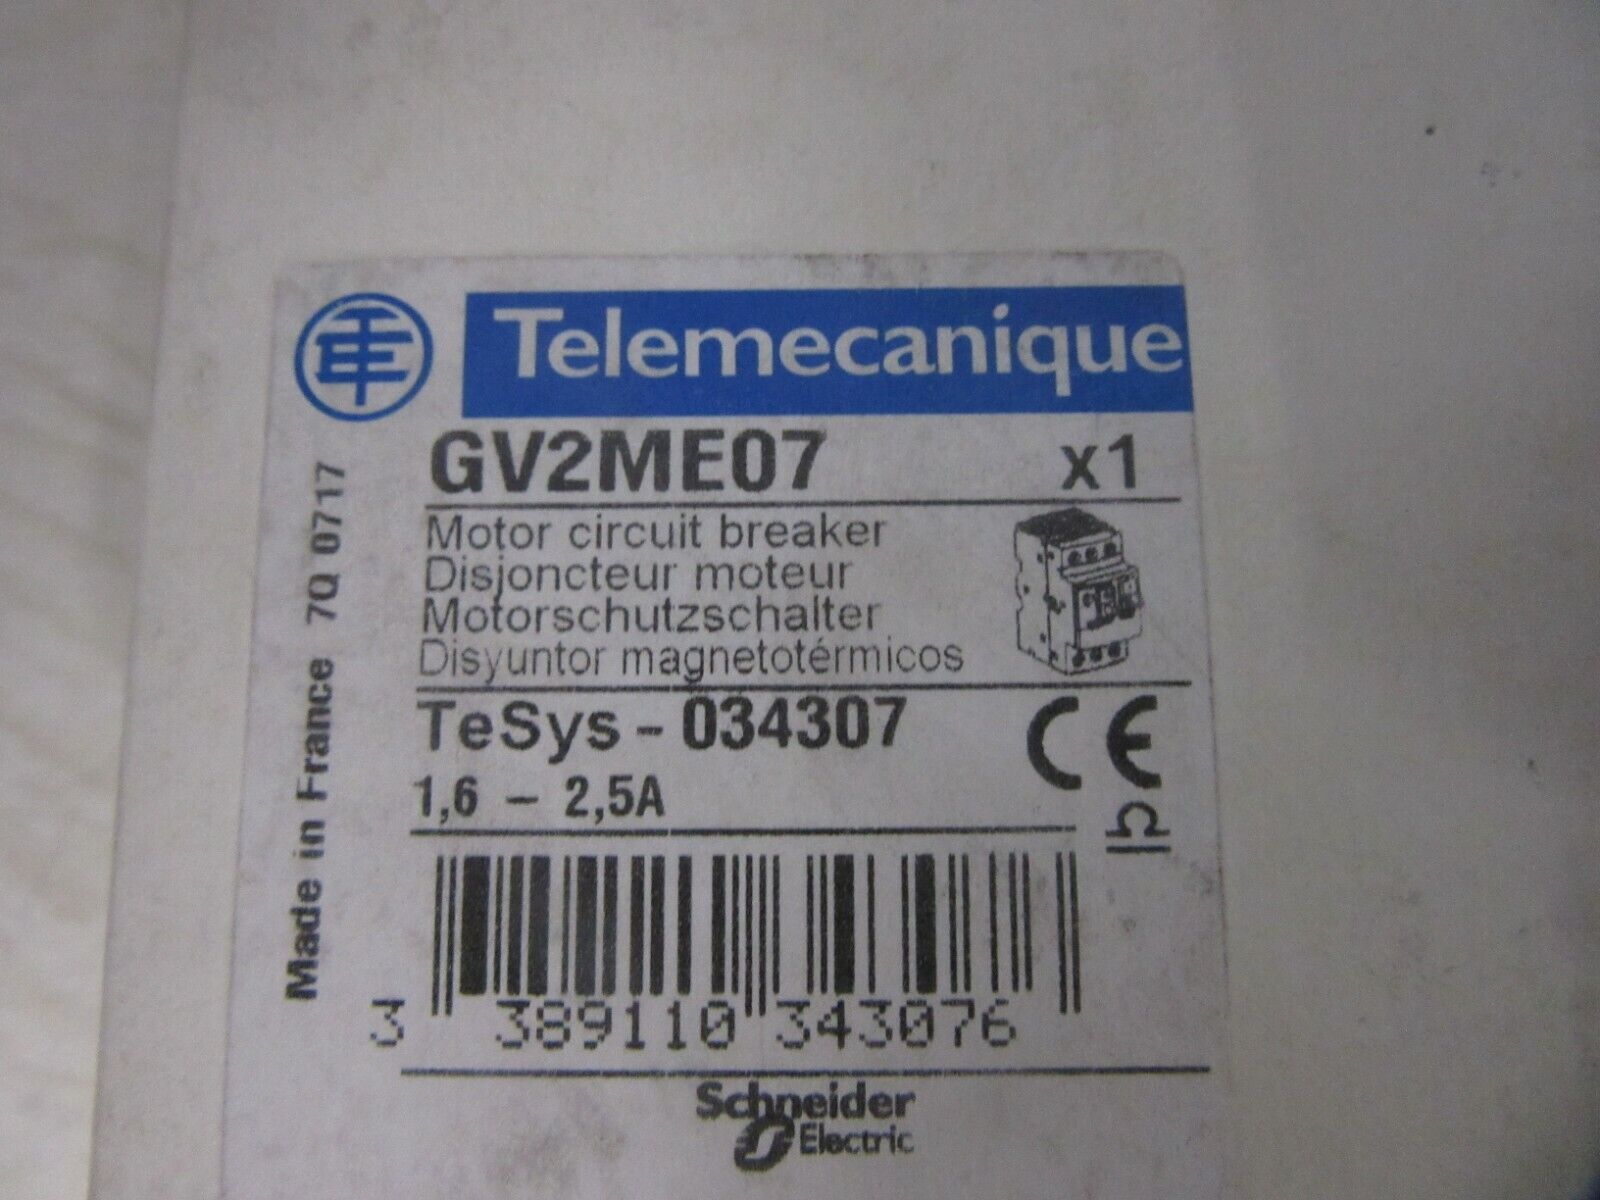 Telemecanique
GV2ME07 x1
Motor circuit breaker
Disjoncteur moteur
Motorschutzschalter
Disyuntor magnetotérmicos
TeSys - 034307
1,6 - 2,5A
CE
Made in France 7Q 0717
3 389110 343076
Schneider
Electric